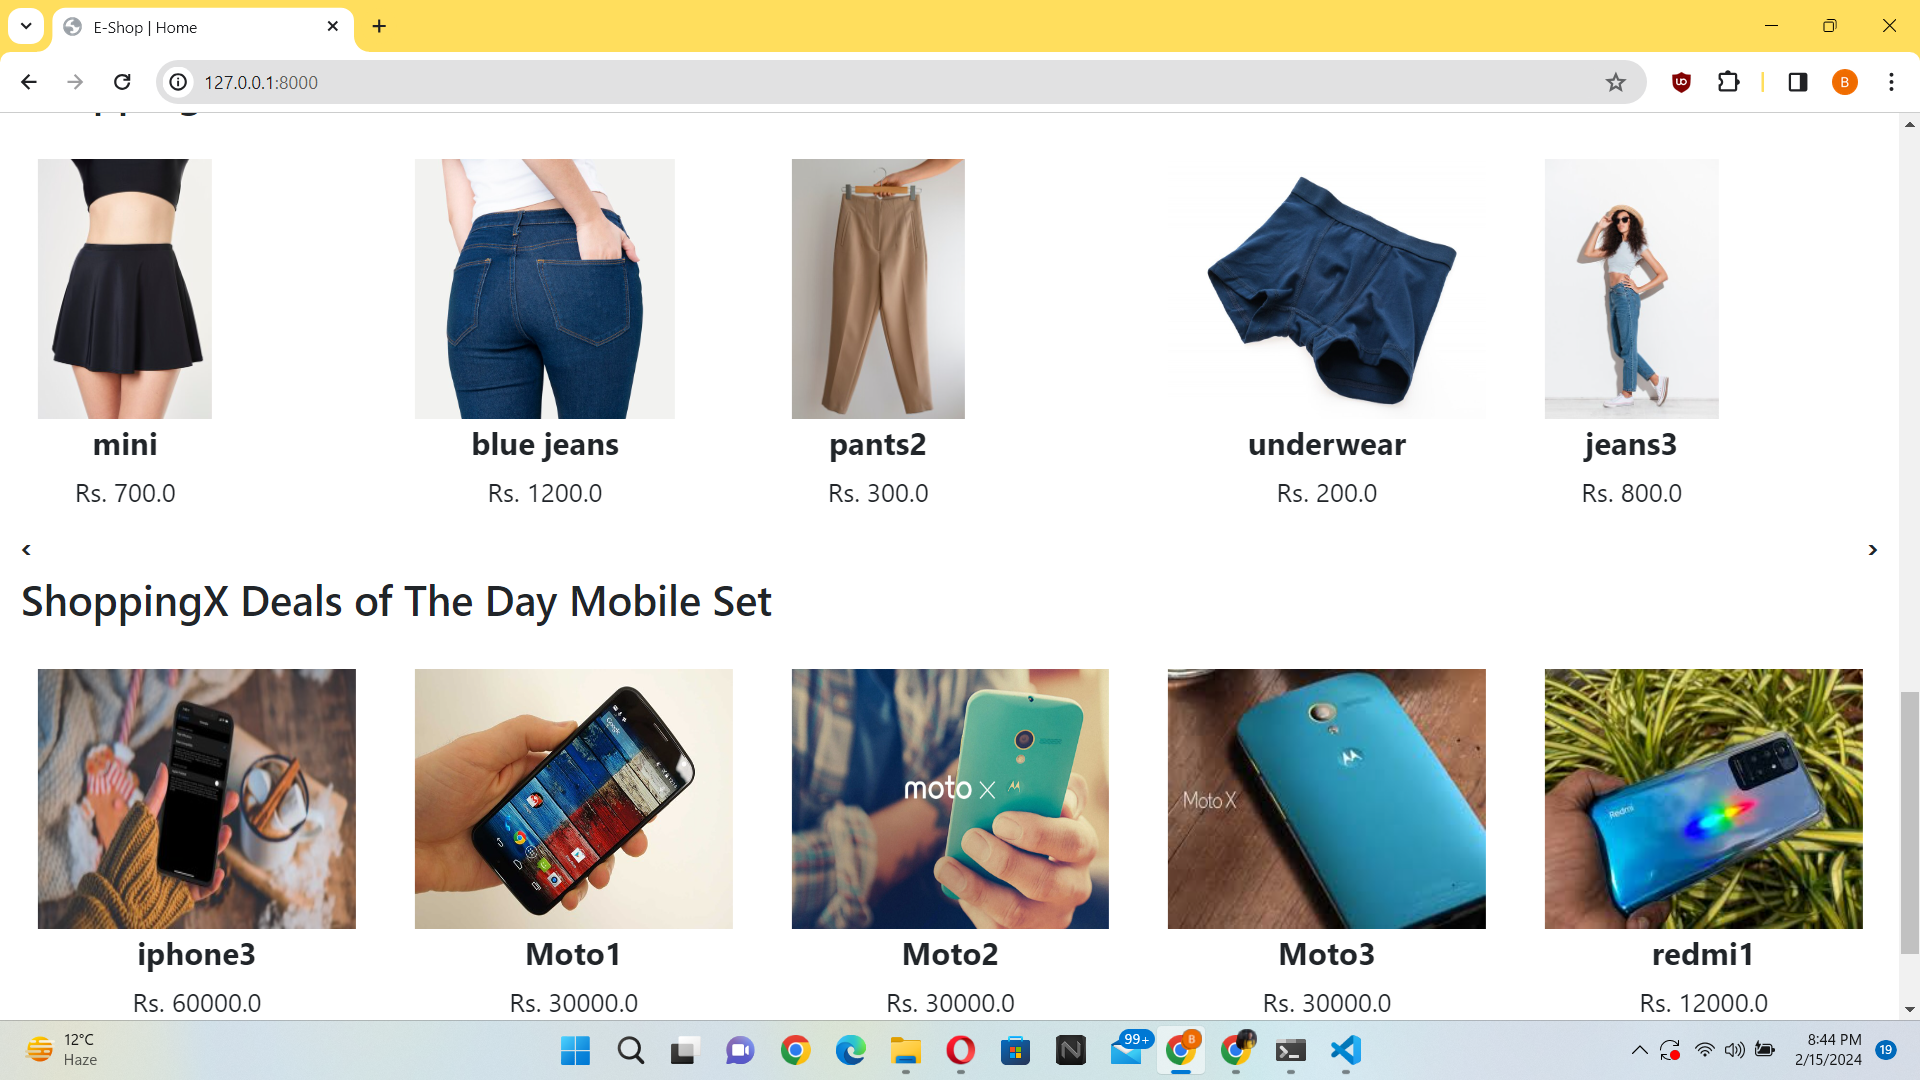 E-Shop | Home
127.0.0.1:8000
B
mini
blue jeans
pants2
underwear
jeans3
Rs. 700.0
Rs. 1200.0
Rs. 300.0
Rs. 200.0
Rs. 800.0
ShoppingX Deals of The Day Mobile Set
Google
moto x
Moto X
Redmi
iphone3
Moto1
Moto2
Moto3
redmi1
Rs. 60000.0
Rs. 30000.0
Rs. 30000.0
Rs. 30000.0
Rs. 12000.0
12°C
Haze
99+
B
8:44 PM
2/15/2024
19